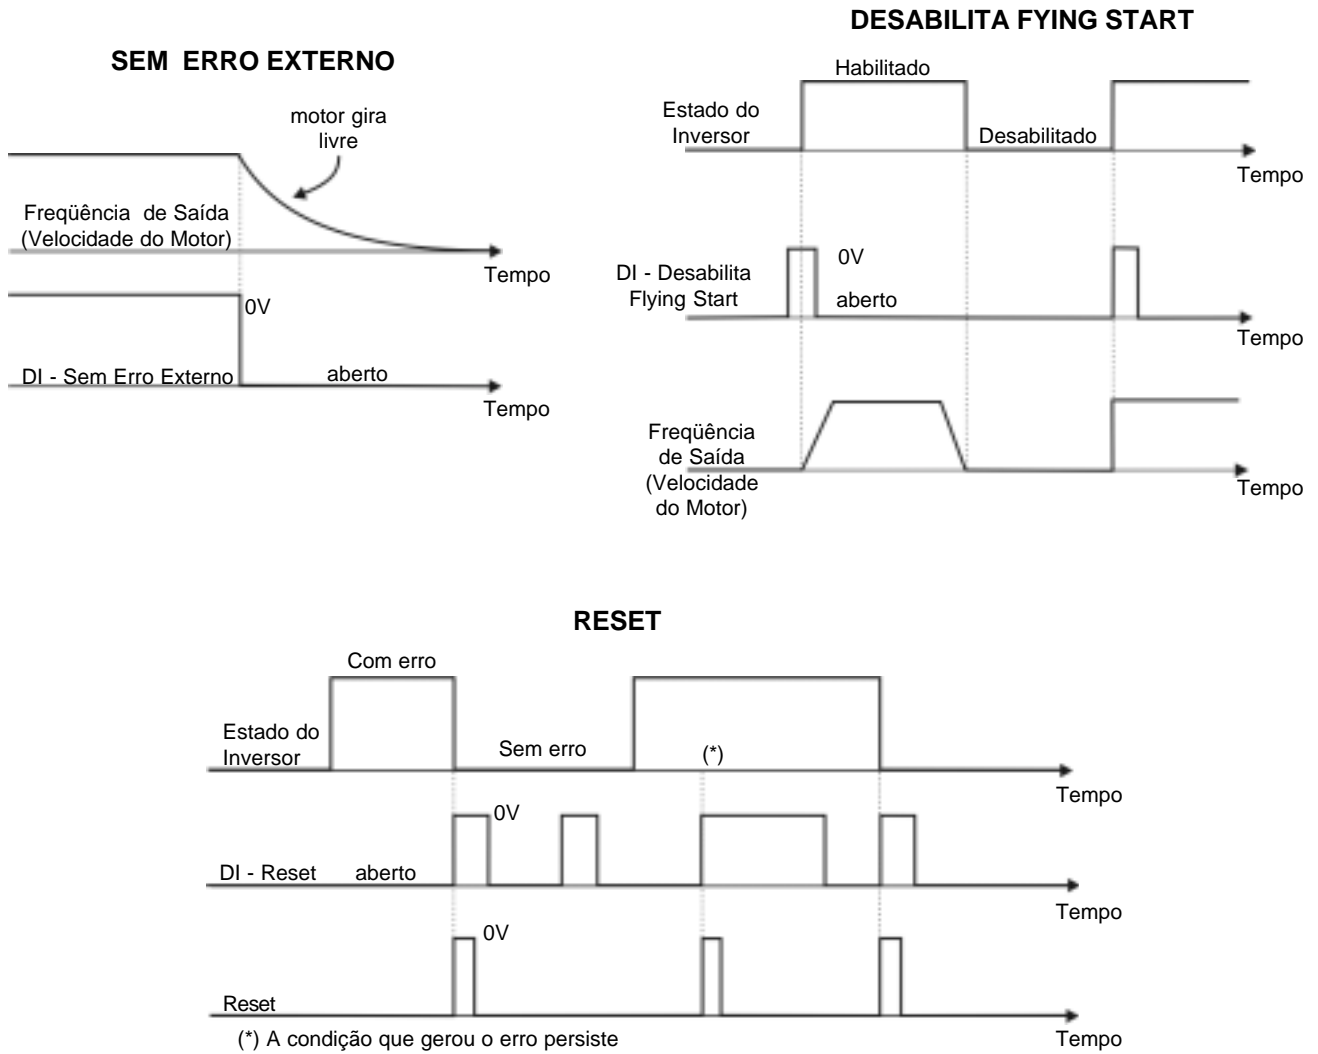 SEM ERRO EXTERNO
motor gira
livre
Freqüência de Saída
(Velocidade do Motor)
Tempo
0V
DI - Sem Erro Externo
aberto
Tempo
DESABILITA FYING START
Habilitado
Estado do
Inversor
Desabilitado
Tempo
DI - Desabilita
Flying Start
0V
aberto
Tempo
Freqüência
de Saída
(Velocidade
do Motor)
Tempo
RESET
Com erro
Estado do
Inversor
Sem erro
(*)
Tempo
0V
DI - Reset
aberto
Tempo
0V
Reset
Tempo
(*) A condição que gerou o erro persiste